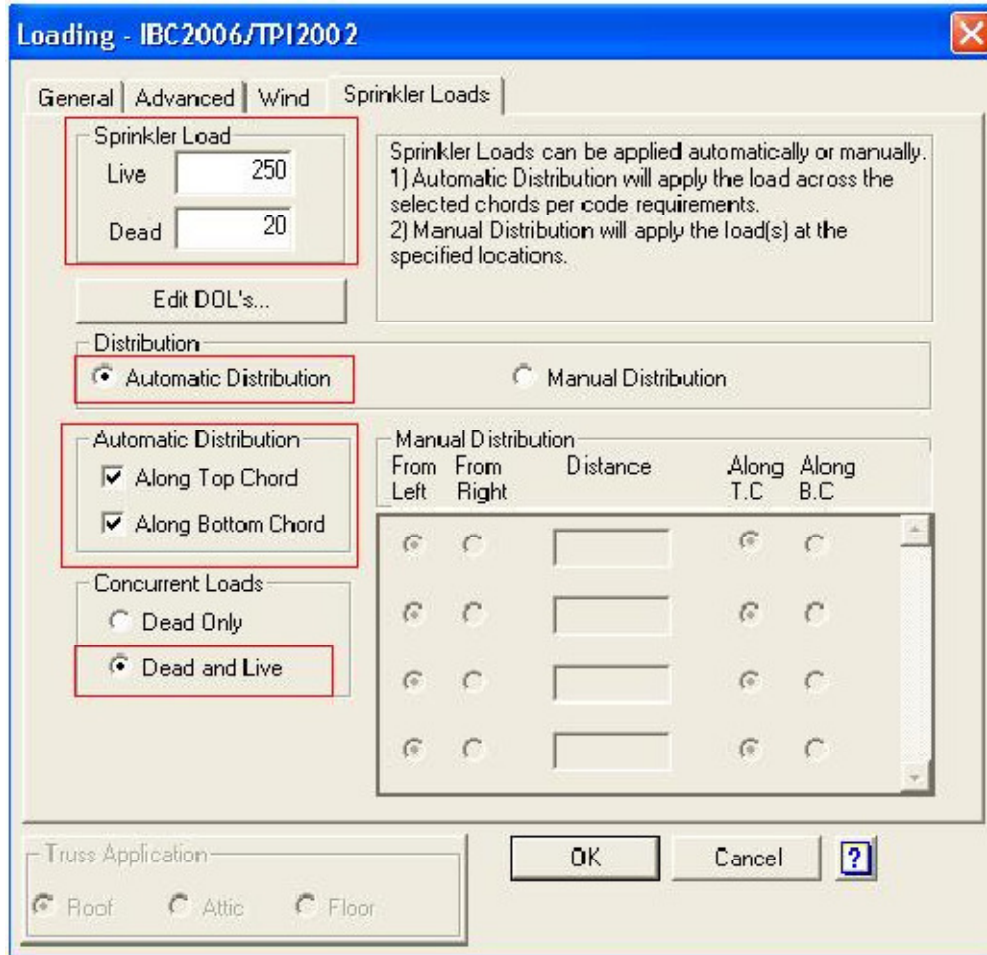 Loading - IBC2006/TPI2002
General
Advanced
Wind
Sprinkler Loads
Sprinkler Load
Live 250
Dead 20
Sprinkler Loads can be applied automatically or manually.
1) Automatic Distribution will apply the load across the
selected chords per code requirements.
2) Manual Distribution will apply the load(s) at the
specified locations.
Edit DOL's...
Distribution
Automatic Distribution
Manual Distribution
Automatic Distribution
Along Top Chord
Along Bottom Chord
Concurrent Loads
Dead Only
Dead and Live
Manual Distribution
From Left
From Right
Distance
Along T.C
Along B.C
Truss Application
Roof
Attic
Floor
OK
Cancel
?